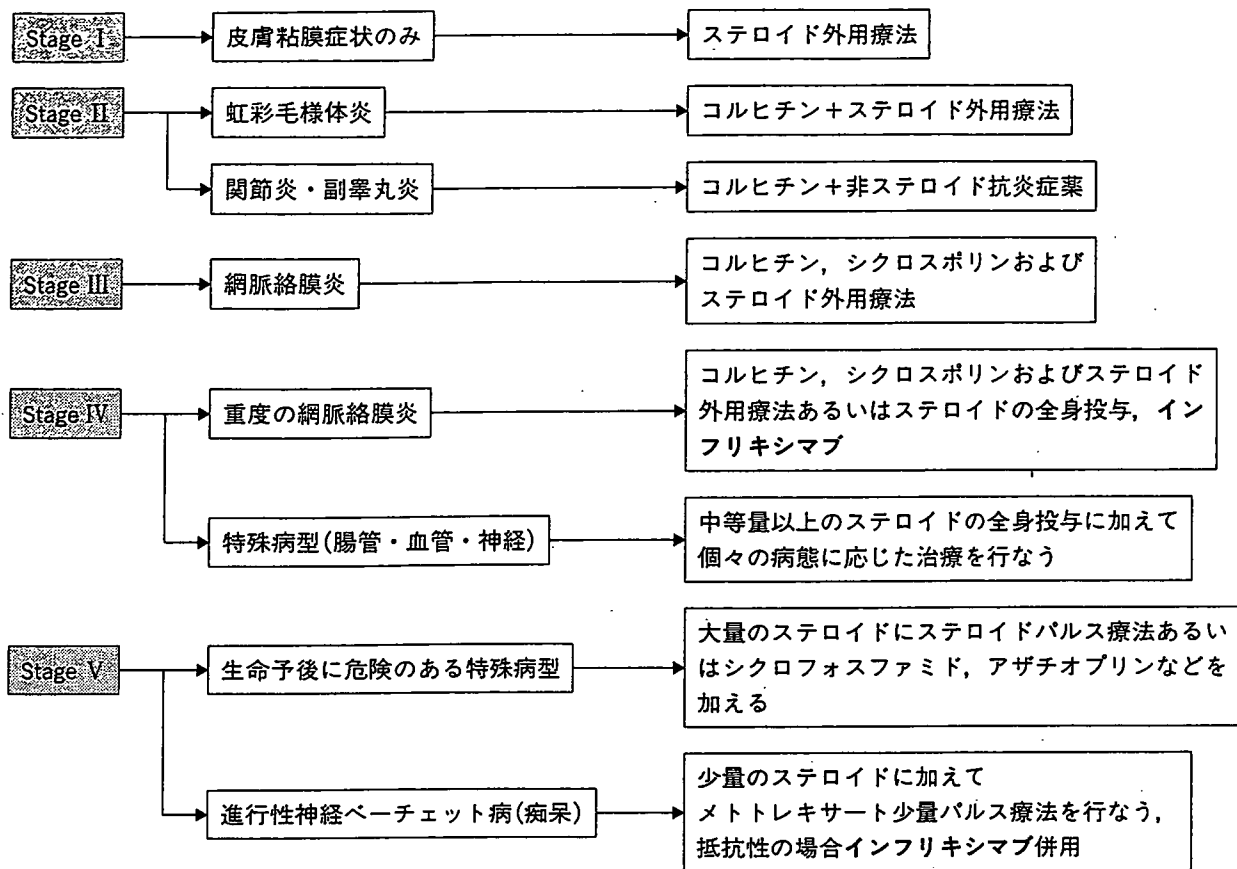 Stage Ⅰ
皮膚粘膜症状のみ
ステロイド外用療法
Stage Ⅱ
虹彩毛様体炎
コルヒチン＋ステロイド外用療法
関節炎・副睾丸炎
コルヒチン＋非ステロイド抗炎症薬
Stage Ⅲ
網脈絡膜炎
コルヒチン，シクロスポリンおよび
ステロイド外用療法
Stage Ⅳ
重度の網脈絡膜炎
コルヒチン，シクロスポリンおよびステロイド
外用療法あるいはステロイドの全身投与，イン
フリキシマブ
特殊病型(腸管・血管・神経)
中等量以上のステロイドの全身投与に加えて
個々の病態に応じた治療を行なう
Stage Ⅴ
生命予後に危険のある特殊病型
大量のステロイドにステロイドパルス療法あるい
はシクロフォスファミド，アザチオプリンなどを
加える
進行性神経ベーチェット病(痴呆)
少量のステロイドに加えて
メトトレキサート少量パルス療法を行なう，
抵抗性の場合インフリキシマブ併用